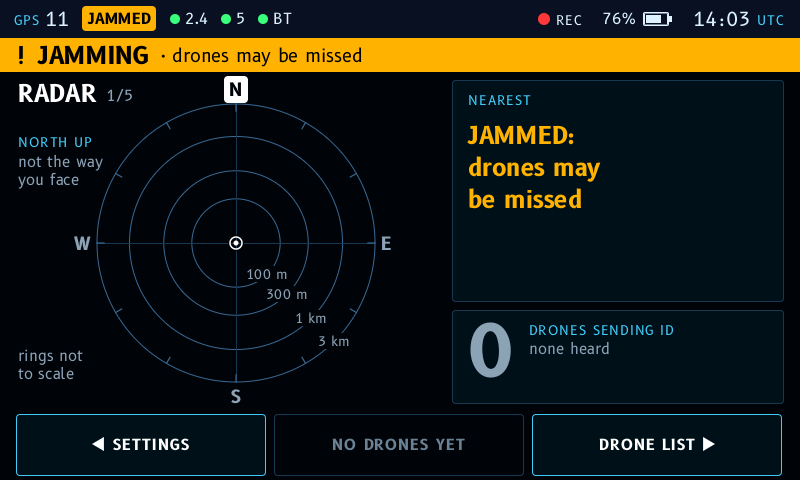 GPS 11 JAMMED 2.4 5 BT REC 76% 14:03 UTC
! JAMMING · drones may be missed
RADAR 1/5
N
NORTH UP
not the way
you face
W
E
100 m
300 m
1 km
3 km
rings not
to scale
S
NEAREST
JAMMED:
drones may
be missed
0 DRONES SENDING ID
none heard
◀ SETTINGS
NO DRONES YET
DRONE LIST ▶